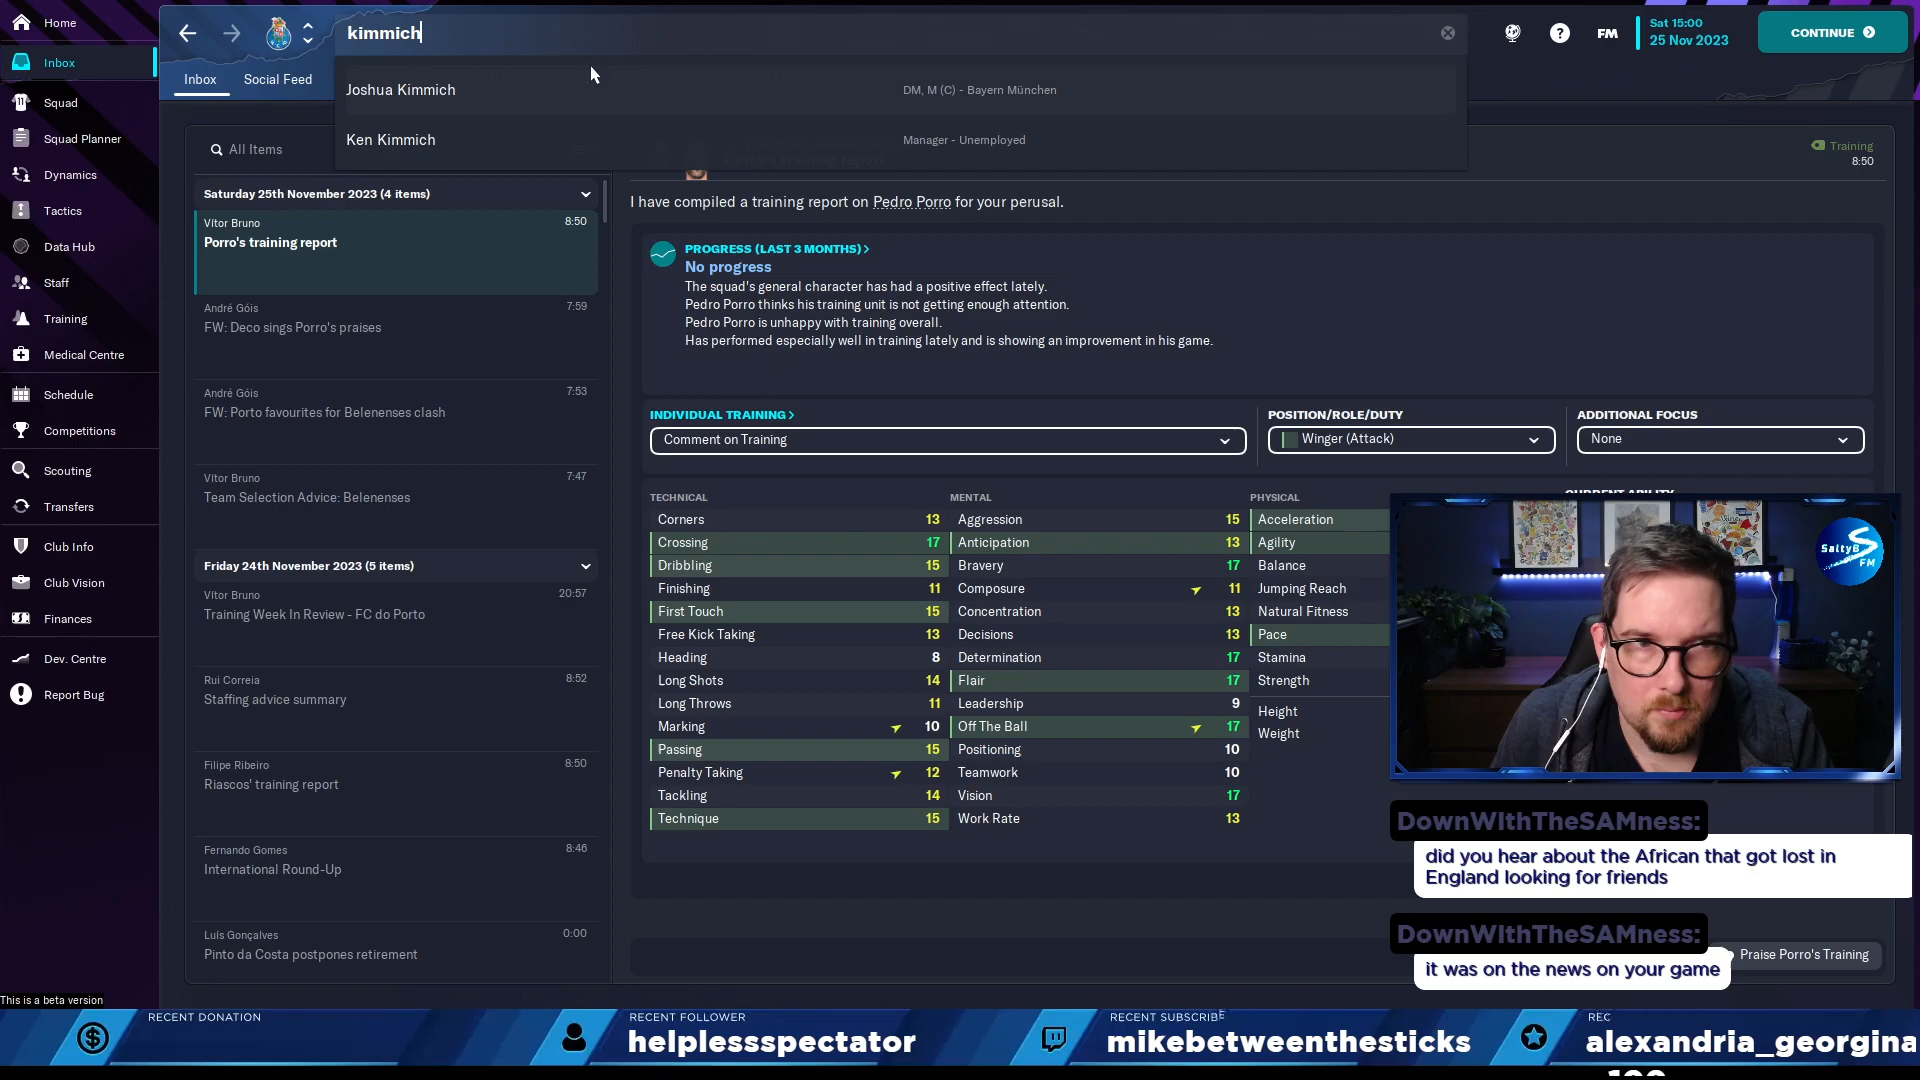 Home
Inbox
Squad
Squad Planner
Dynamics
Tactics
Data Hub
Staff
Training
Medical Centre
Schedule
Competitions
Scouting
Transfers
Club Info
Club Vision
Finances
Dev. Centre
Report Bug
This is a beta version
kimmich
FM
Sat 15:00
25 Nov 2023
CONTINUE
Inbox
Social Feed
Joshua Kimmich
DM, M (C) - Bayern München
Ken Kimmich
Manager - Unemployed
All Items
Saturday 25th November 2023 (4 items)
Vítor Bruno
8:50
Porro's training report
André Góis
7:59
FW: Deco sings Porro's praises
André Góis
7:53
FW: Porto favourites for Belenenses clash
Vítor Bruno
7:47
Team Selection Advice: Belenenses
Friday 24th November 2023 (5 items)
Vítor Bruno
20:57
Training Week In Review - FC do Porto
Rui Correia
8:52
Staffing advice summary
Filipe Ribeiro
8:50
Riascos' training report
Fernando Gomes
8:46
International Round-Up
Luís Gonçalves
0:00
Pinto da Costa postpones retirement
Porro's training report
Training
8:50
I have compiled a training report on Pedro Porro for your perusal.
PROGRESS (LAST 3 MONTHS) >
No progress
The squad's general character has had a positive effect lately.
Pedro Porro thinks his training unit is not getting enough attention.
Pedro Porro is unhappy with training overall.
Has performed especially well in training lately and is showing an improvement in his game.
INDIVIDUAL TRAINING >
Comment on Training
POSITION/ROLE/DUTY
Winger (Attack)
ADDITIONAL FOCUS
None
TECHNICAL
Corners 13
Crossing 17
Dribbling 15
Finishing 11
First Touch 15
Free Kick Taking 13
Heading 8
Long Shots 14
Long Throws 11
Marking 10
Passing 15
Penalty Taking 12
Tackling 14
Technique 15
MENTAL
Aggression 15
Anticipation 13
Bravery 17
Composure 11
Concentration 13
Decisions 13
Determination 17
Flair 17
Leadership 9
Off The Ball 17
Positioning 10
Teamwork 10
Vision 17
Work Rate 13
PHYSICAL
Acceleration
Agility
Balance
Jumping Reach
Natural Fitness
Pace
Stamina
Strength
Height
Weight
CURRENT ABILITY
SaltyB
FM
DownWIthTheSAMness:
did you hear about the African that got lost in
England looking for friends
DownWIthTheSAMness:
it was on the news on your game
Praise Porro's Training
RECENT DONATION
RECENT FOLLOWER
helplessspectator
RECENT SUBSCRIBE
mikebetweenthesticks
REC
alexandria_georgina